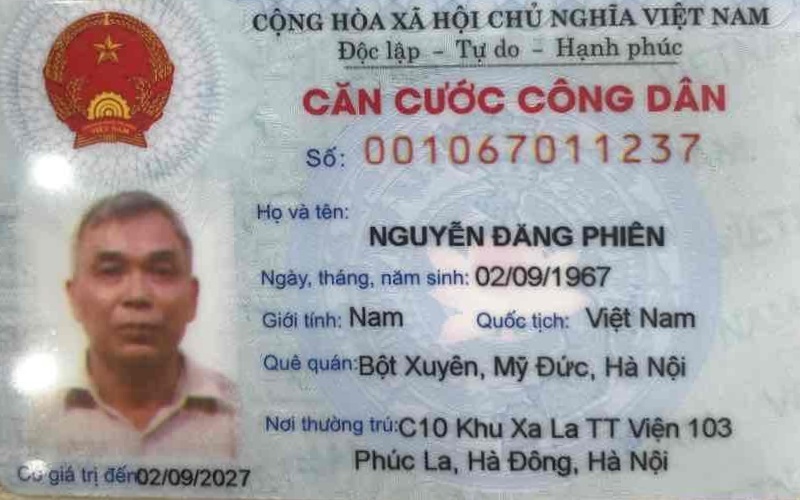 CỘNG HÒA XÃ HỘI CHỦ NGHĨA VIỆT NAM
Độc lập - Tự do - Hạnh phúc
CĂN CƯỚC CÔNG DÂN
Số: 001067011237
Họ và tên:
NGUYỄN ĐĂNG PHIÊN
Ngày, tháng, năm sinh: 02/09/1967
Giới tính: Nam Quốc tịch: Việt Nam
Quê quán: Bột Xuyên, Mỹ Đức, Hà Nội
Nơi thường trú: C10 Khu Xa La TT Viện 103
Phúc La, Hà Đông, Hà Nội
Có giá trị đến 02/09/2027
VIỆT NAM